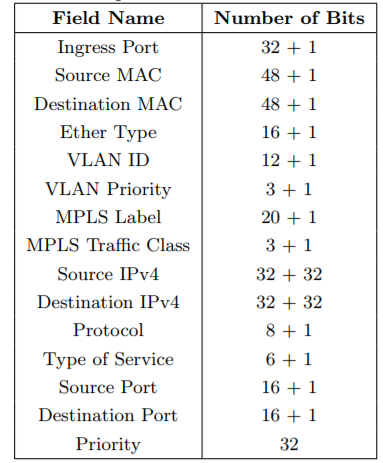 Field Name Number of Bits
Ingress Port 32 + 1
Source MAC 48 + 1
Destination MAC 48 + 1
Ether Type 16 + 1
VLAN ID 12 + 1
VLAN Priority 3 + 1
MPLS Label 20 + 1
MPLS Traffic Class 3 + 1
Source IPv4 32 + 32
Destination IPv4 32 + 32
Protocol 8 + 1
Type of Service 6 + 1
Source Port 16 + 1
Destination Port 16 + 1
Priority 32